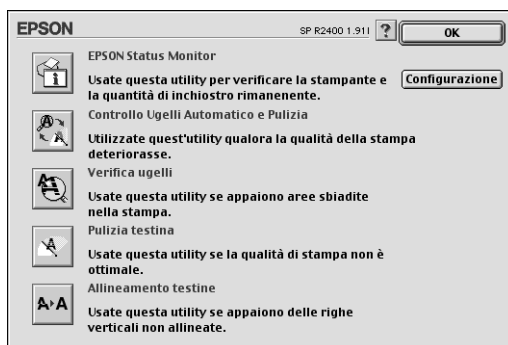 EPSON
SP R2400 1.91I
?
OK
EPSON Status Monitor
Usate questa utility per verificare la stampante e
la quantità di inchiostro rimanenente.
Configurazione
Controllo Ugelli Automatico e Pulizia
Utilizzate quest'utility qualora la qualità della stampa
deteriorasse.
Verifica ugelli
Usate questa utility se appaiono aree sbiadite
nella stampa.
Pulizia testina
Usate questa utility se la qualità di stampa non è
ottimale.
Allineamento testine
Usate questa utility se appaiono delle righe
verticali non allineate.